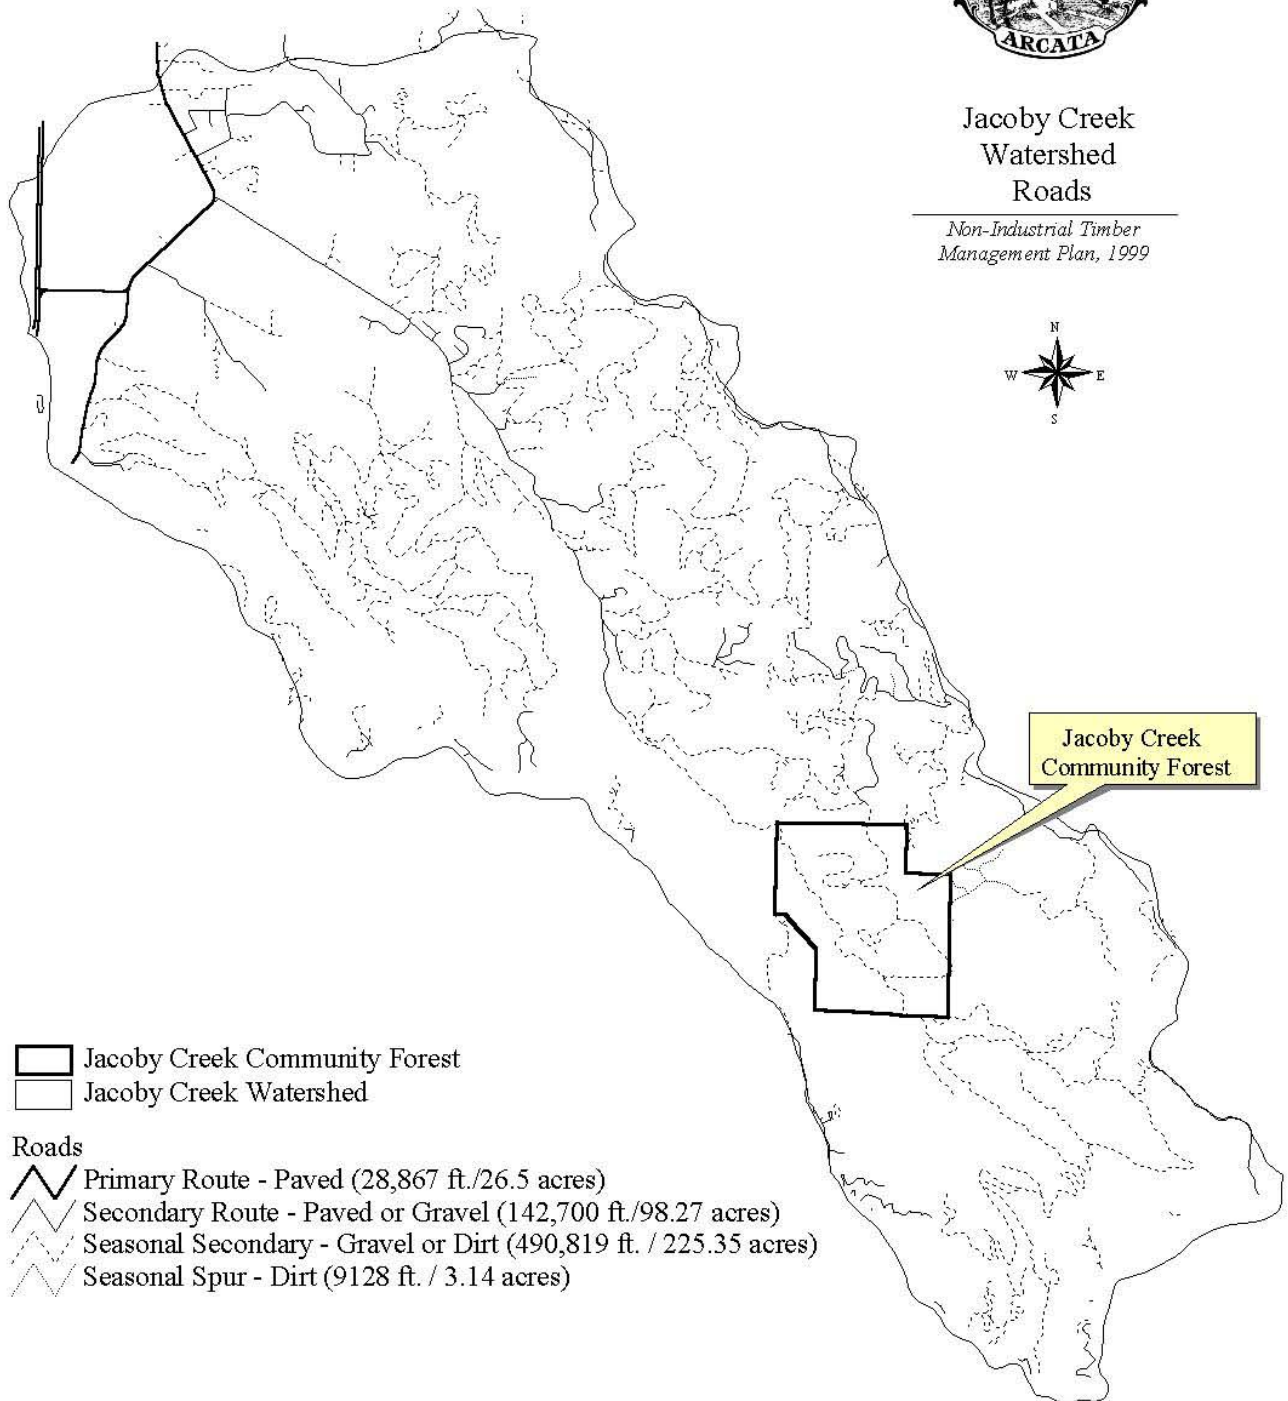 ARCATA
Jacoby Creek
Watershed
Roads
Non-Industrial Timber
Management Plan, 1999
N
W E
S
Jacoby Creek
Community Forest
Jacoby Creek Community Forest
Jacoby Creek Watershed
Roads
Primary Route - Paved (28,867 ft./26.5 acres)
Secondary Route - Paved or Gravel (142,700 ft./98.27 acres)
Seasonal Secondary - Gravel or Dirt (490,819 ft. / 225.35 acres)
Seasonal Spur - Dirt (9128 ft. / 3.14 acres)